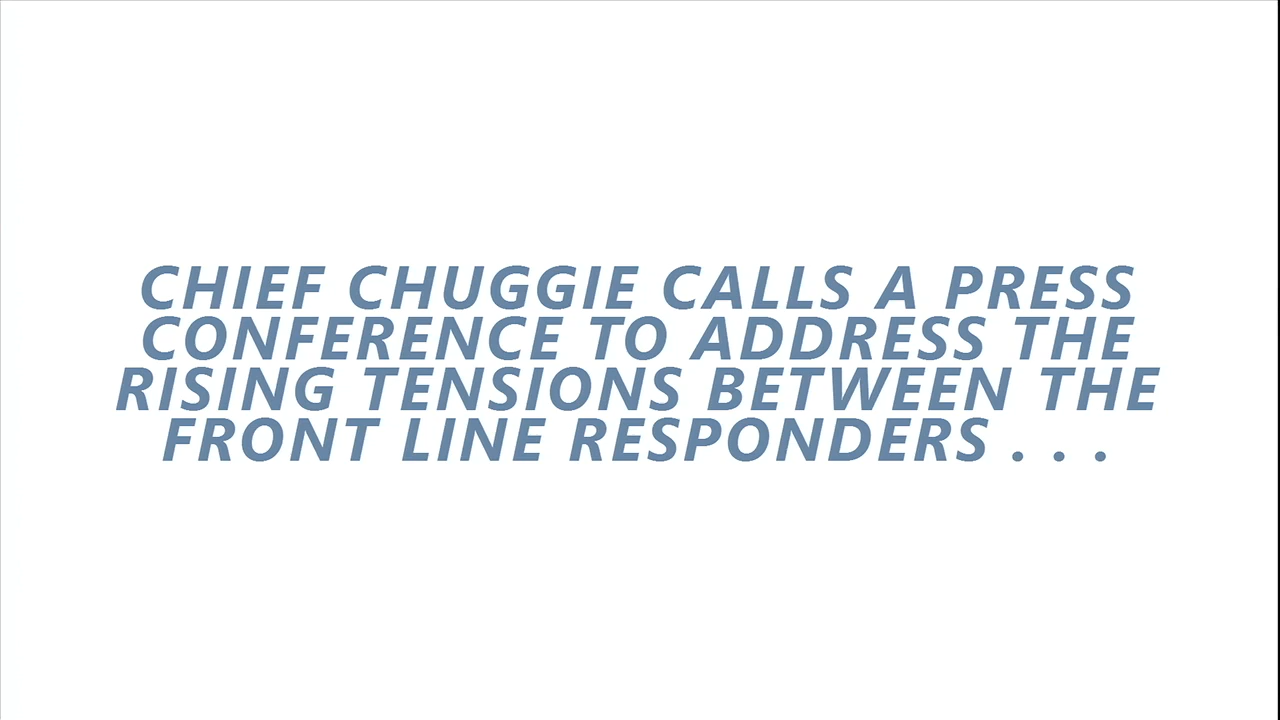 CHIEF CHUGGIE CALLS A PRESS
CONFERENCE TO ADDRESS THE
RISING TENSIONS BETWEEN THE
FRONT LINE RESPONDERS . . .